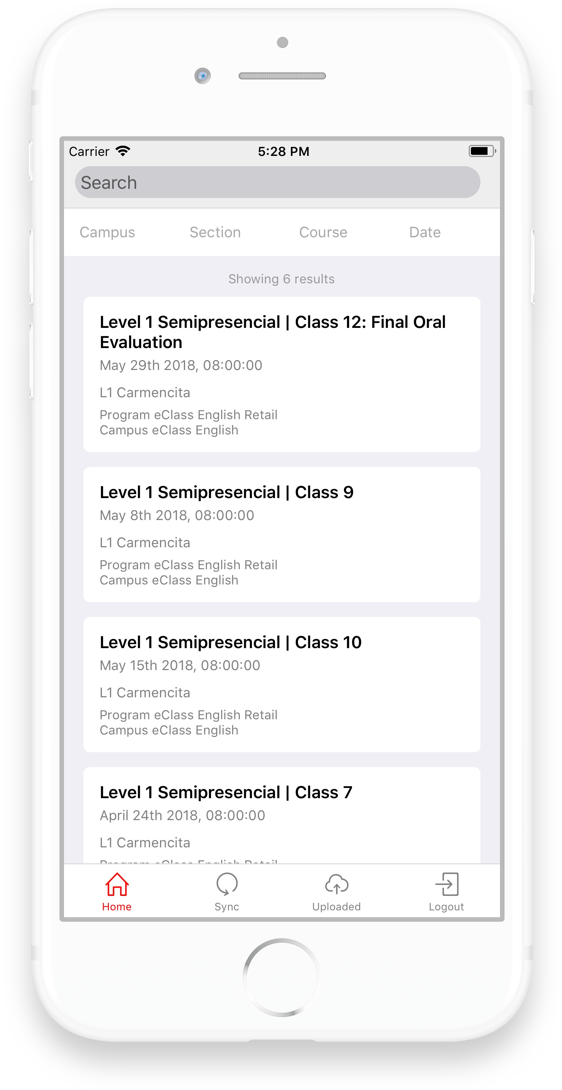 Carrier 5:28 PM
Search
Campus Section Course Date
Showing 6 results
Level 1 Semipresencial | Class 12: Final Oral
Evaluation
May 29th 2018, 08:00:00
L1 Carmencita
Program eClass English Retail
Campus eClass English
Level 1 Semipresencial | Class 9
May 8th 2018, 08:00:00
L1 Carmencita
Program eClass English Retail
Campus eClass English
Level 1 Semipresencial | Class 10
May 15th 2018, 08:00:00
L1 Carmencita
Program eClass English Retail
Campus eClass English
Level 1 Semipresencial | Class 7
April 24th 2018, 08:00:00
L1 Carmencita
Program eClass English Retail
Home Sync Uploaded Logout